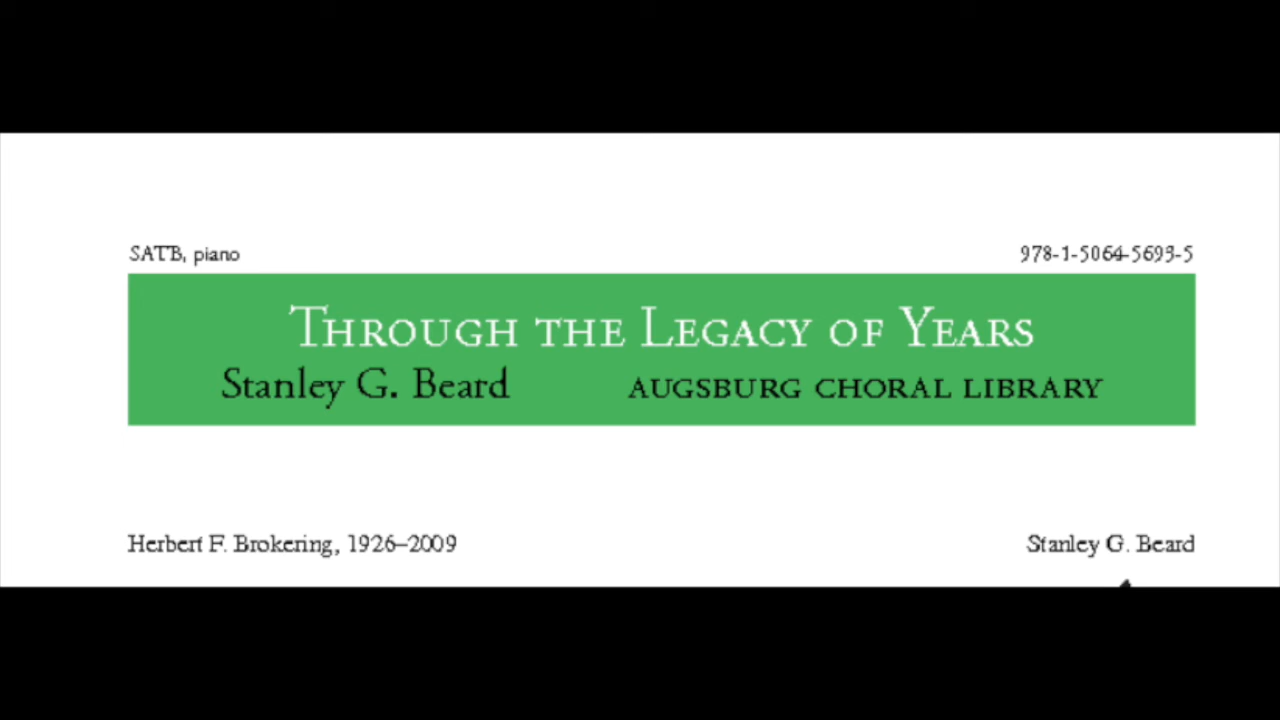 SATB, piano 978-1-5064-5693-5
THROUGH THE LEGACY OF YEARS
Stanley G. Beard AUGSBURG CHORAL LIBRARY
Herbert F. Brokering, 1926–2009 Stanley G. Beard